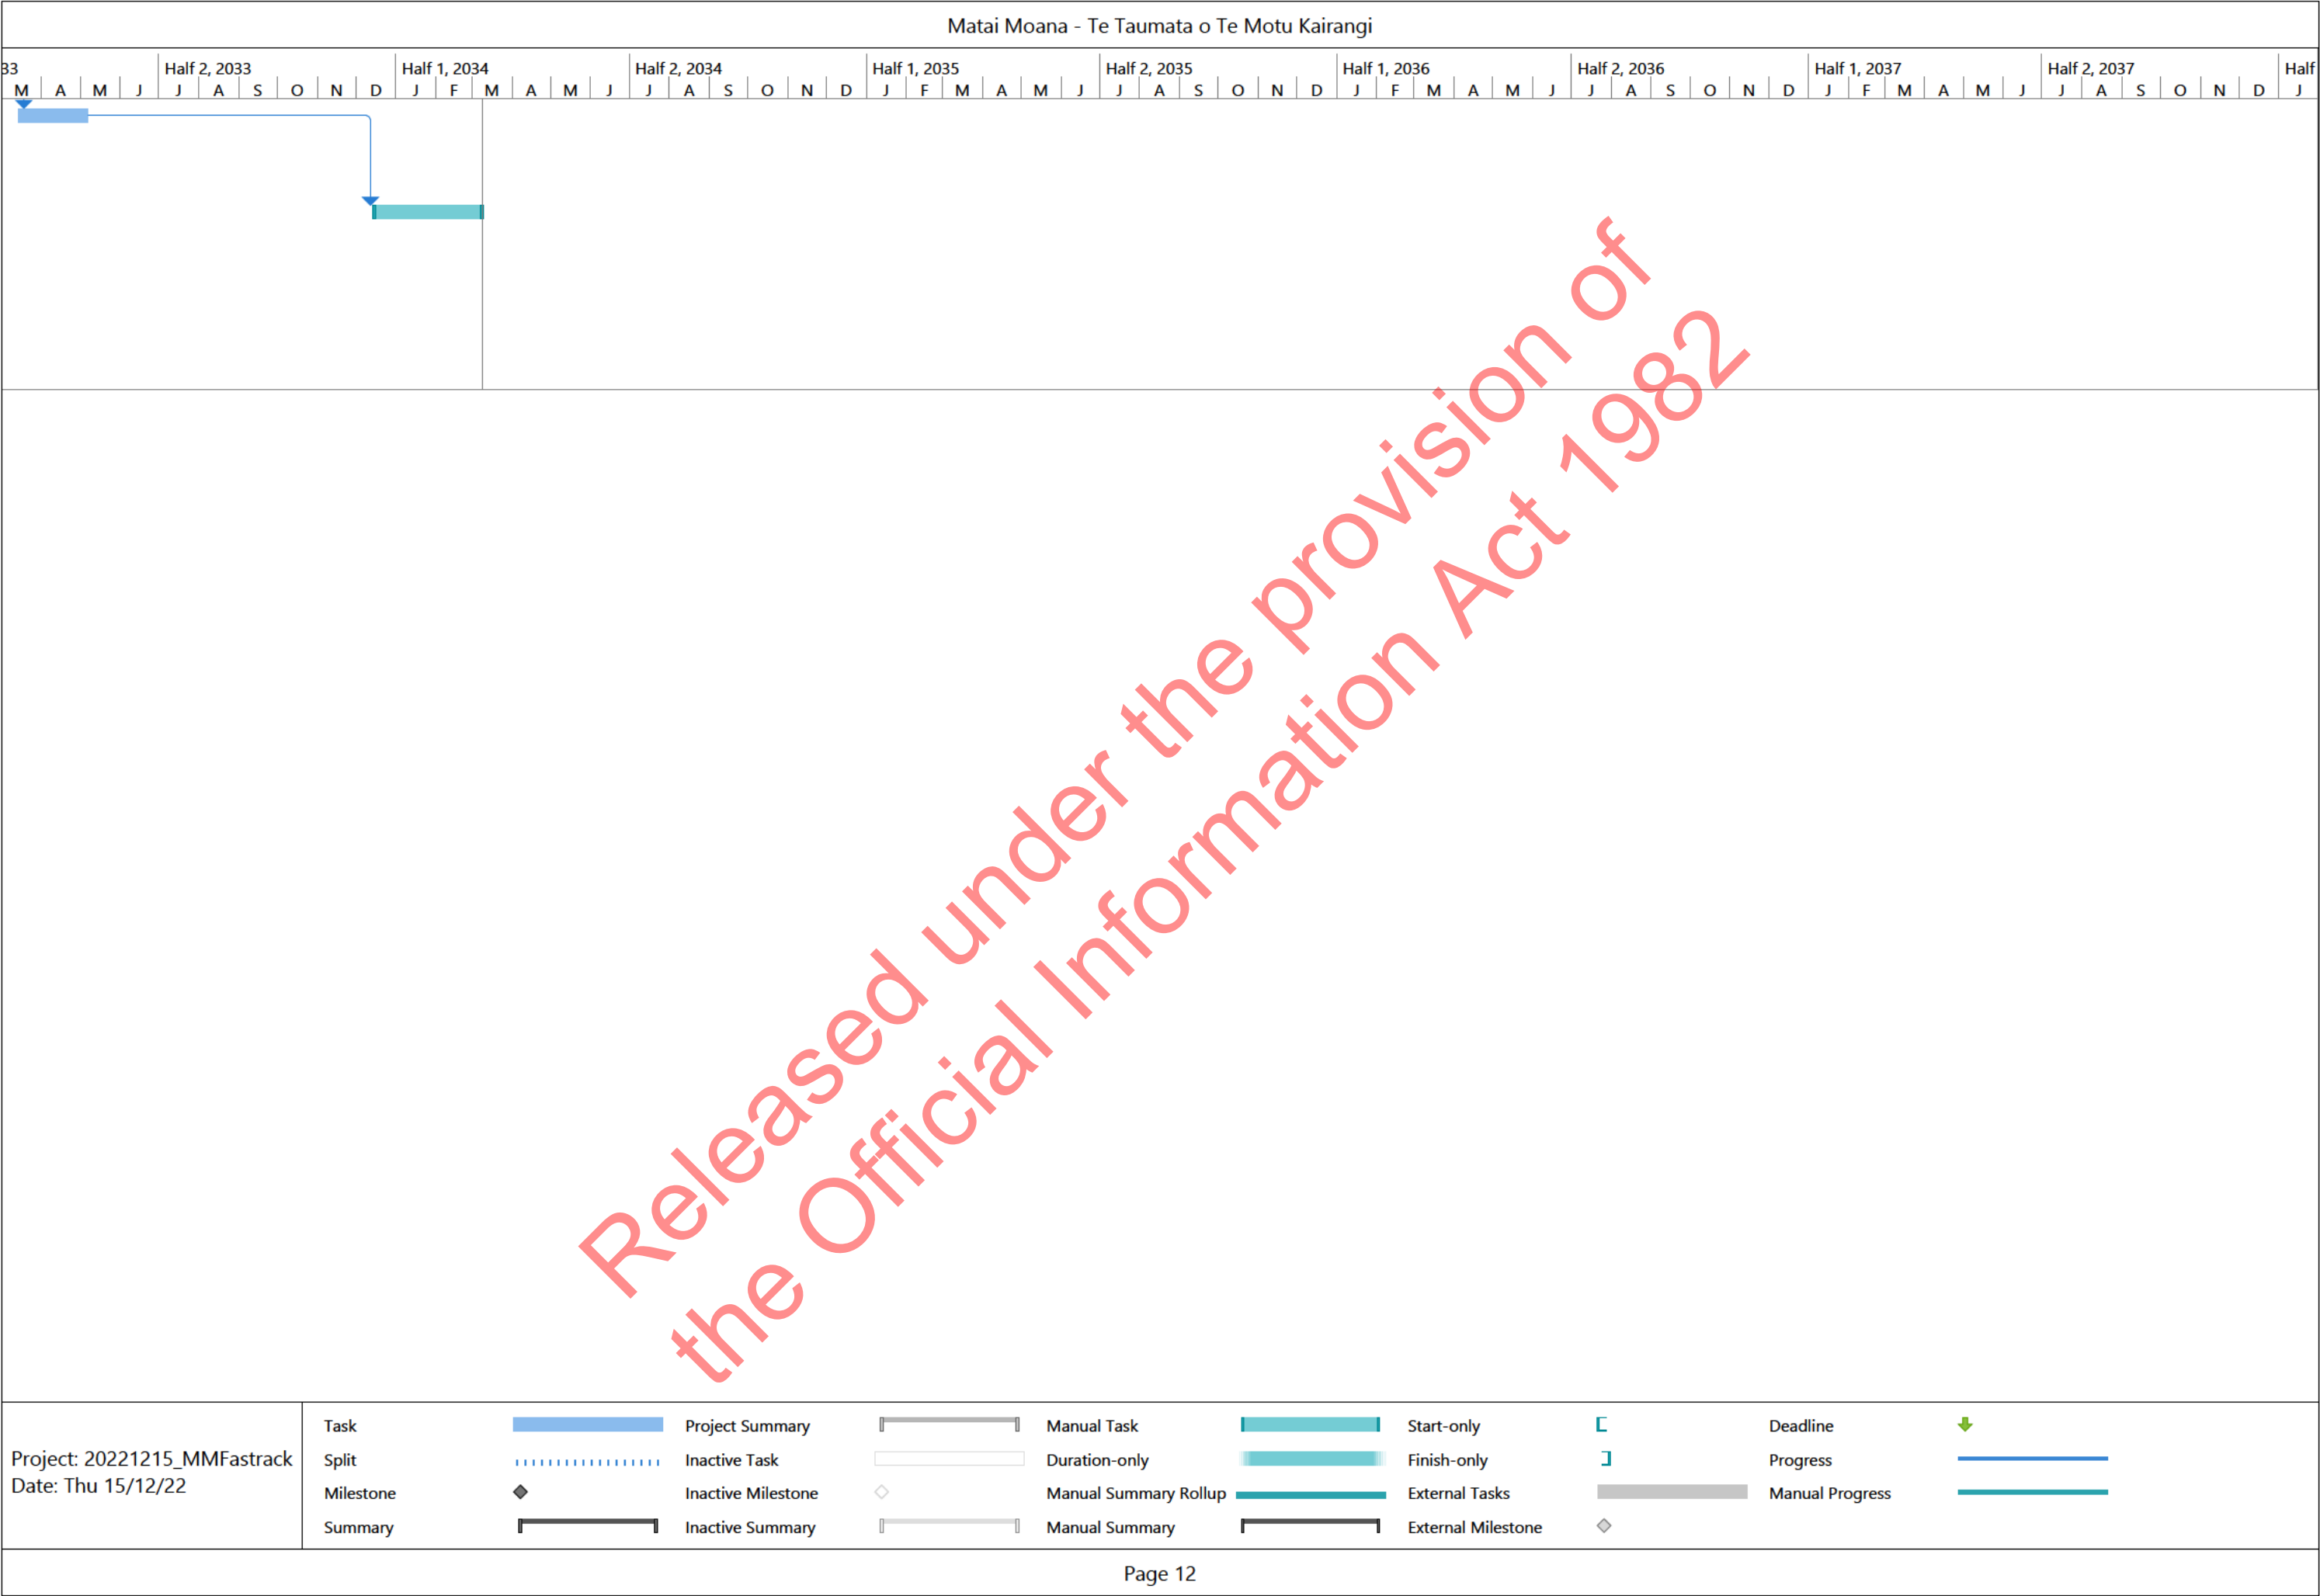 Matai Moana - Te Taumata o Te Motu Kairangi
33 Half 2, 2033 Half 1, 2034 Half 2, 2034 Half 1, 2035 Half 2, 2035 Half 1, 2036 Half 2, 2036 Half 1, 2037 Half 2, 2037 Half
M A M J J A S O N D J F M A M J J A S O N D J F M A M J J A S O N D J F M A M J J A S O N D J F M A M J J A S O N D J
Released under the provision of
the Official Information Act 1982
Project: 20221215_MMFastrack
Date: Thu 15/12/22
Task Project Summary Manual Task Start-only Deadline
Split Inactive Task Duration-only Finish-only Progress
Milestone Inactive Milestone Manual Summary Rollup External Tasks Manual Progress
Summary Inactive Summary Manual Summary External Milestone
Page 12